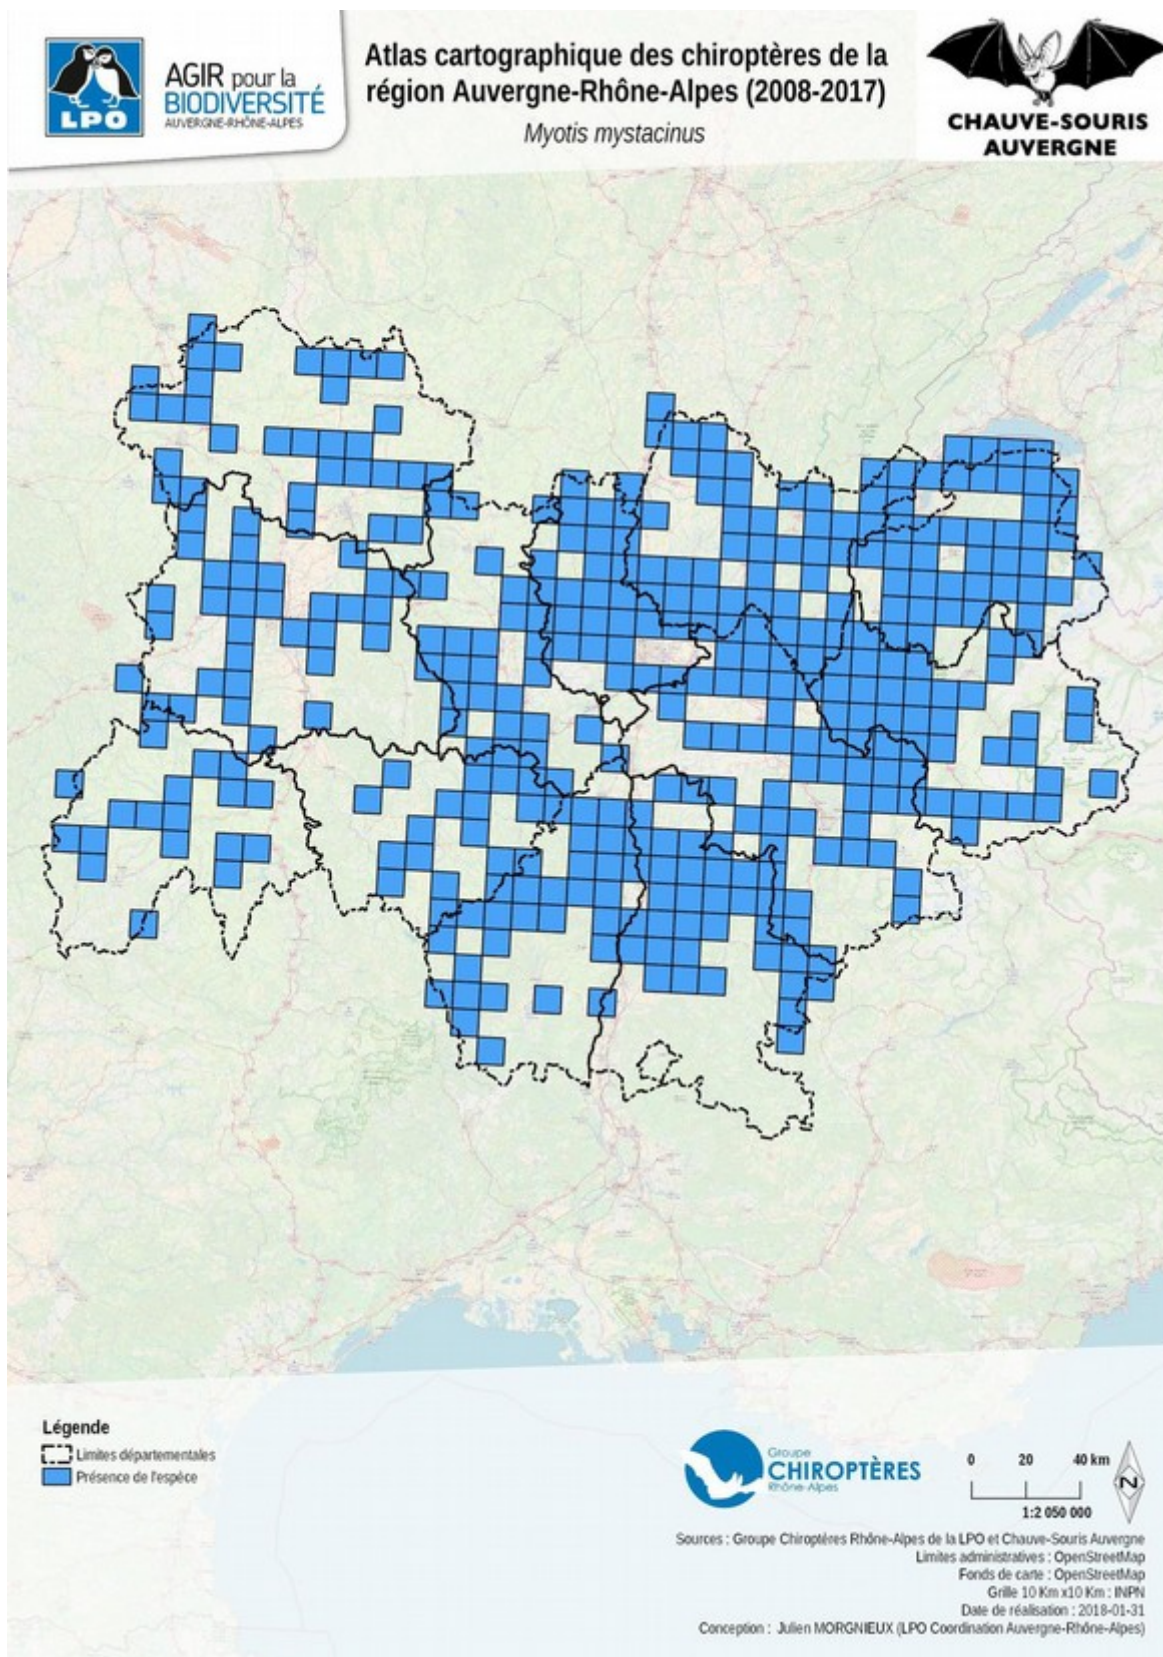 LPO
AGIR pour la
BIODIVERSITÉ
AUVERGNE-RHÔNE-ALPES
Atlas cartographique des chiroptères de la
région Auvergne-Rhône-Alpes (2008-2017)
Myotis mystacinus
CHAUVE-SOURIS
AUVERGNE
Légende
Limites départementales
Présence de l'espéce
Groupe
CHIROPTÈRES
Rhône-Alpes
0 20 40 km
1:2 050 000
N
Sources : Groupe Chiroptères Rhône-Alpes de la LPO et Chauve-Souris Auvergne
Limites administratives : OpenStreetMap
Fonds de carte : OpenStreetMap
Grille 10 Km x10 Km : INPN
Date de réalisation : 2018-01-31
Conception : Julien MORGNIEUX (LPO Coordination Auvergne-Rhône-Alpes)